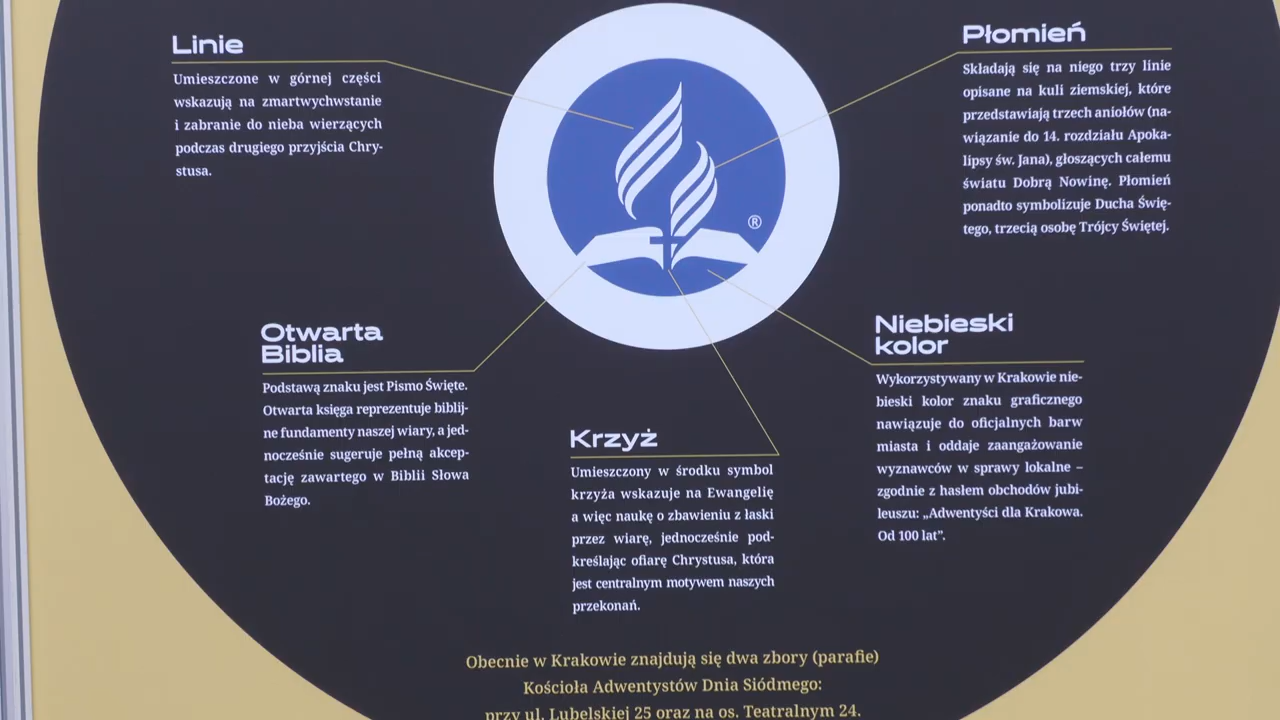 Linie
Umieszczone w górnej części
wskazują na zmartwychwstanie
i zabranie do nieba wierzących
podczas drugiego przyjścia Chry-
stusa.
Płomień
Składają się na niego trzy linie
opisane na kuli ziemskiej, które
przedstawiają trzech aniołów (na-
wiązanie do 14. rozdziału Apoka-
lipsy św. Jana), głoszących całemu
światu Dobrą Nowinę. Płomień
ponadto symbolizuje Ducha Świę-
tego, trzecią osobę Trójcy Świętej.
®
Otwarta
Biblia
Podstawą znaku jest Pismo Święte.
Otwarta księga reprezentuje biblij-
ne fundamenty naszej wiary, a jed-
nocześnie sugeruje pełną akcep-
tację zawartego w Biblii Słowa
Bożego.
Krzyż
Umieszczony w środku symbol
krzyża wskazuje na Ewangelię
a więc naukę o zbawieniu z łaski
przez wiarę, jednocześnie pod-
kreślając ofiarę Chrystusa, która
jest centralnym motywem naszych
przekonań.
Niebieski
kolor
Wykorzystywany w Krakowie nie-
bieski kolor znaku graficznego
nawiązuje do oficjalnych barw
miasta i oddaje zaangażowanie
wyznawców w sprawy lokalne –
zgodnie z hasłem obchodów jubi-
leuszu: „Adwentyści dla Krakowa.
Od 100 lat”.
Obecnie w Krakowie znajdują się dwa zbory (parafie)
Kościoła Adwentystów Dnia Siódmego:
przy ul. Lubelskiej 25 oraz na os. Teatralnym 24.